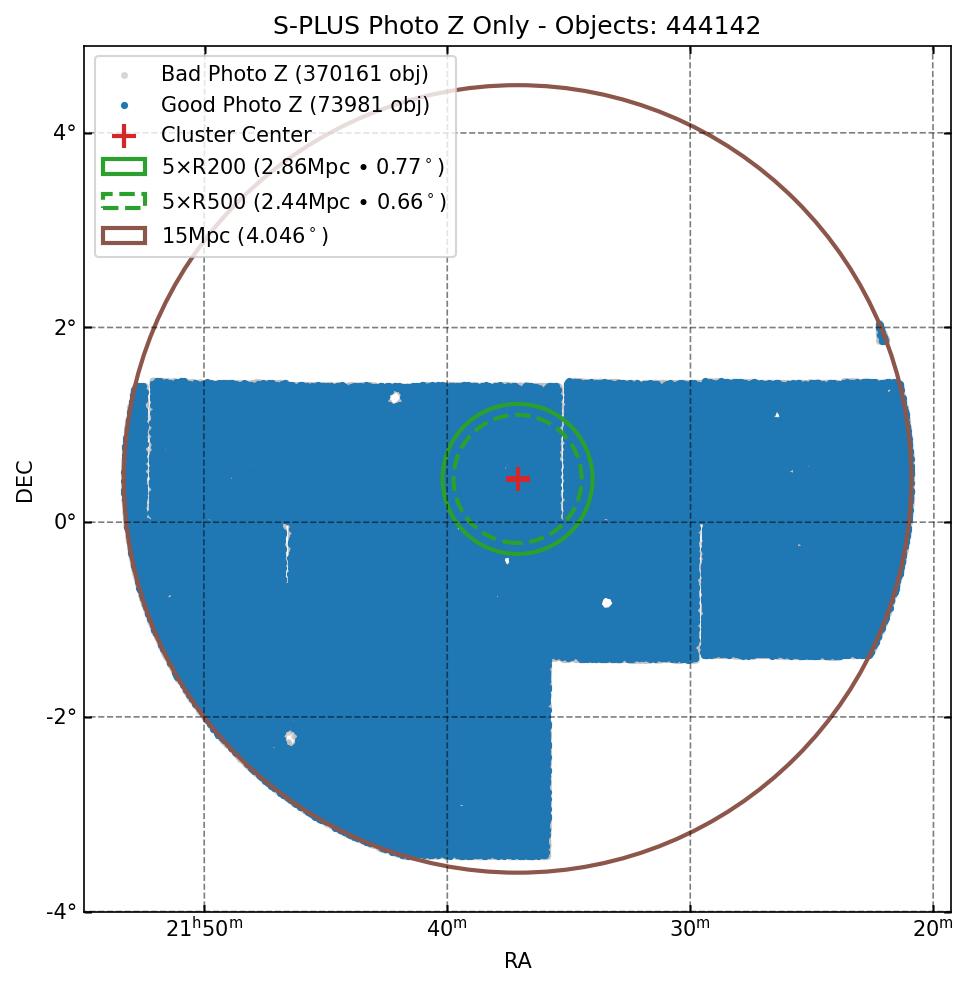 S-PLUS Photo Z Only - Objects: 444142
Bad Photo Z (370161 obj)
Good Photo Z (73981 obj)
Cluster Center
5×R200 (2.86Mpc • 0.77°)
5×R500 (2.44Mpc • 0.66°)
15Mpc (4.046°)
4°
2°
0°
-2°
-4°
DEC
21ʰ50ᵐ
40ᵐ
30ᵐ
20ᵐ
RA